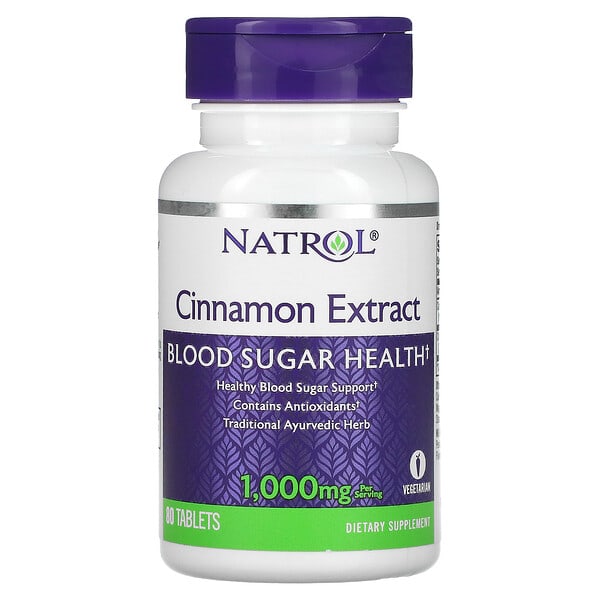 NATROL®
Cinnamon Extract
BLOOD SUGAR HEALTH†
Healthy Blood Sugar Support†
Contains Antioxidants†
Traditional Ayurvedic Herb
1,000mg Per Serving
VEGETARIAN
80 TABLETS
DIETARY SUPPLEMENT